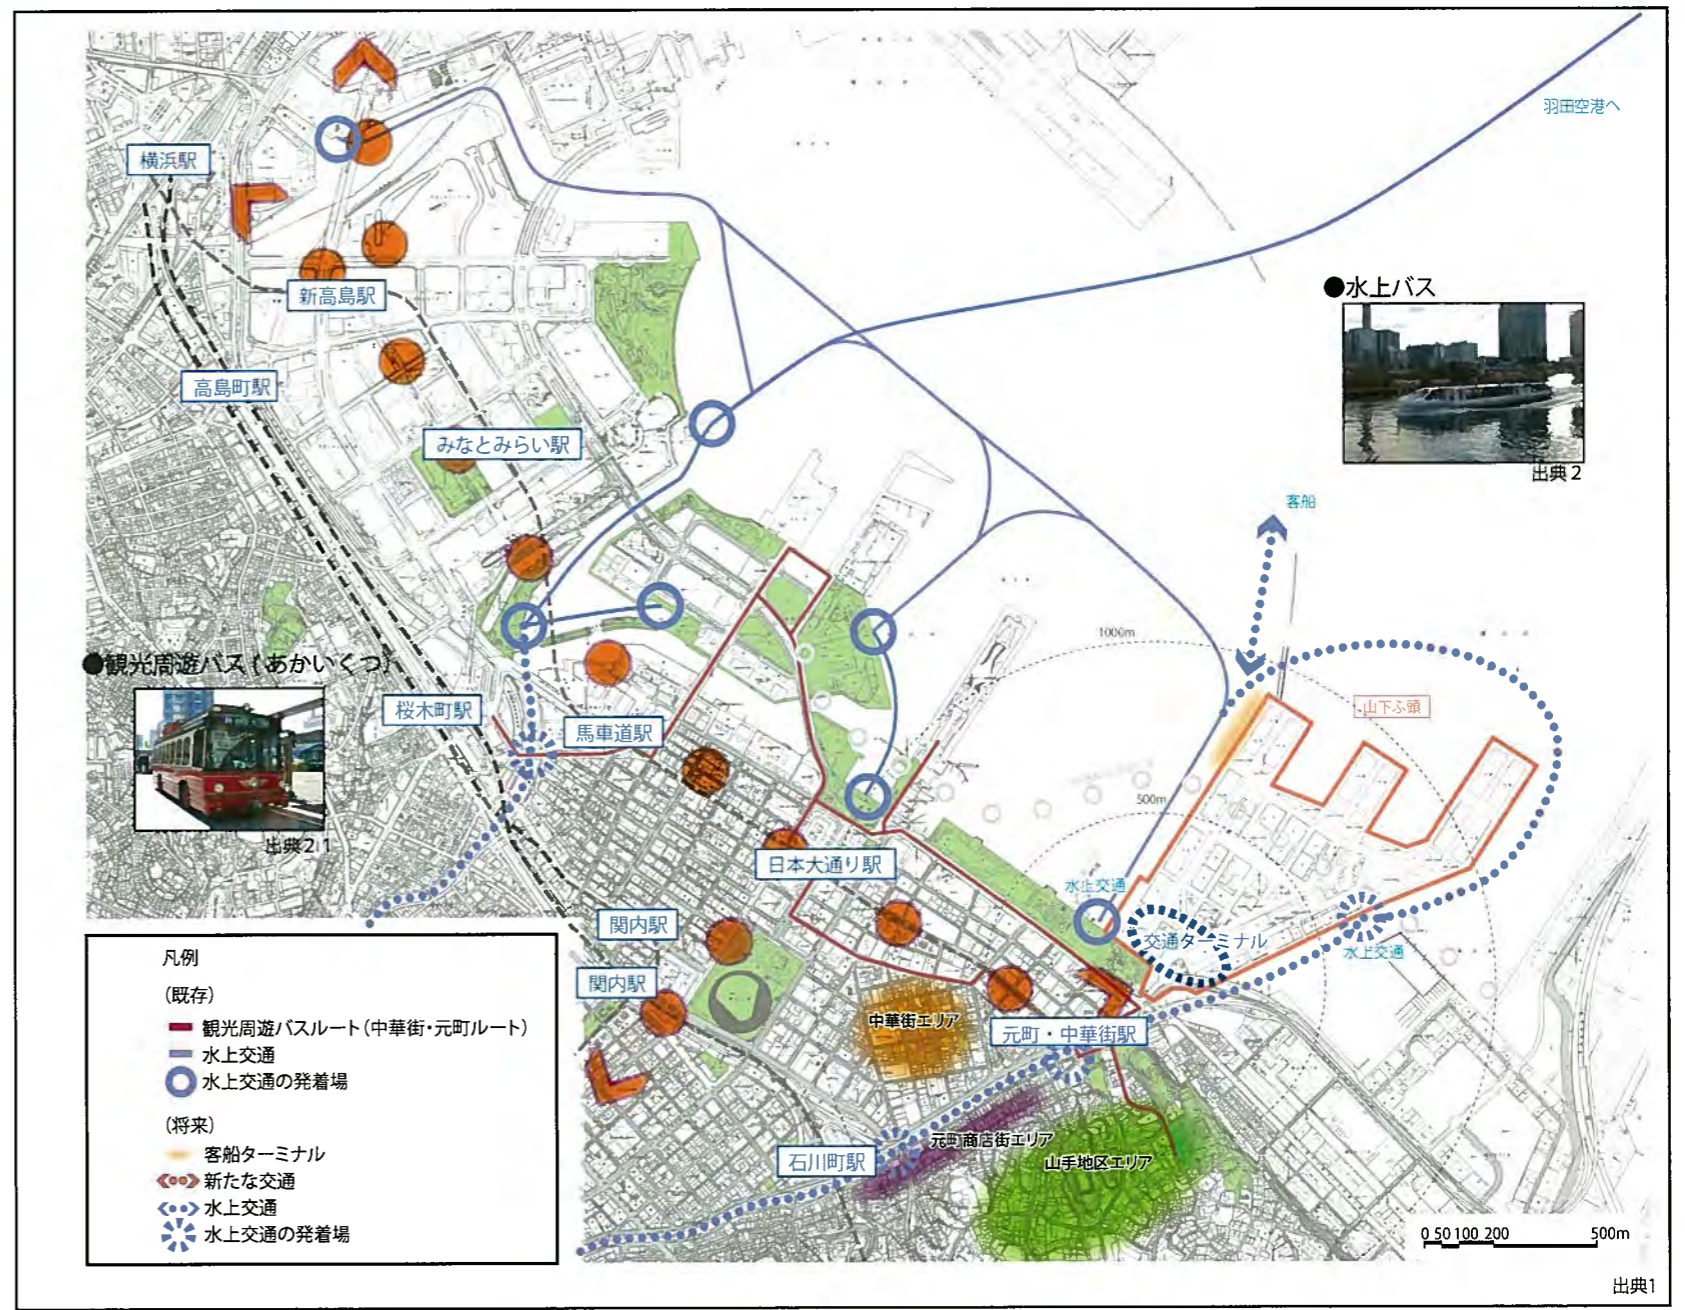 羽田空港へ
横浜駅
新高島駅
●水上バス
高島町駅
みなとみらい駅
出典2
客船
1000m
●観光周遊バス(あかいくつ)
桜木町駅
馬車道駅
山下ふ頭
500m
出典2 1
日本大通り駅
水上交通
関内駅
交通ターミナル
水上交通
関内駅
中華街エリア
元町・中華街駅
元町商店街エリア
石川町駅
山手地区エリア
凡例
(既存)
観光周遊バスルート(中華街・元町ルート)
水上交通
水上交通の発着場
(将来)
客船ターミナル
新たな交通
水上交通
水上交通の発着場
0 50 100 200 500m
出典1